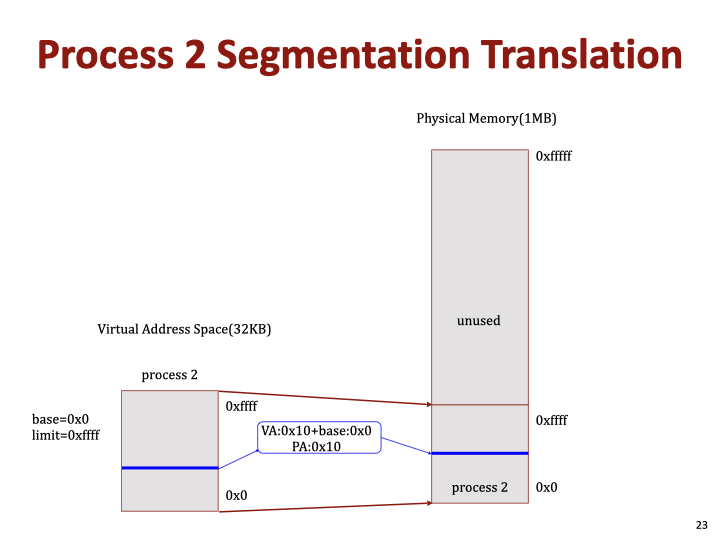 Process 2 Segmentation Translation
Physical Memory(1MB)
0xfffff
unused
Virtual Address Space(32KB)
process 2
0xffff
base=0x0
limit=0xffff
VA:0x10+base:0x0
PA:0x10
0x0
0xffff
process 2
0x0
23